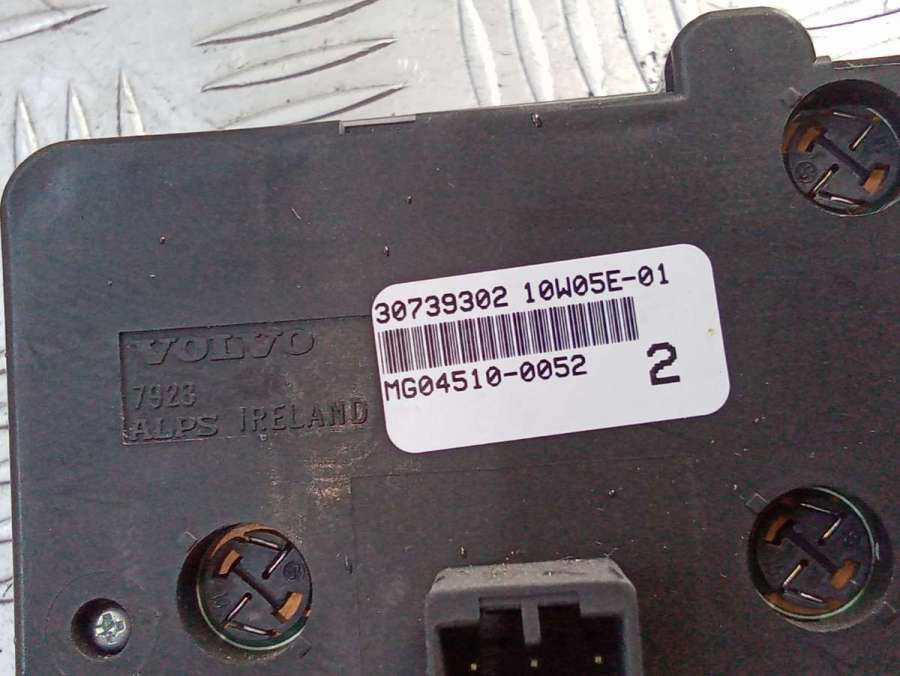 30739302 10W05E-01
MG04510-0052
2
VOLVO
7923
ALPS IRELAND